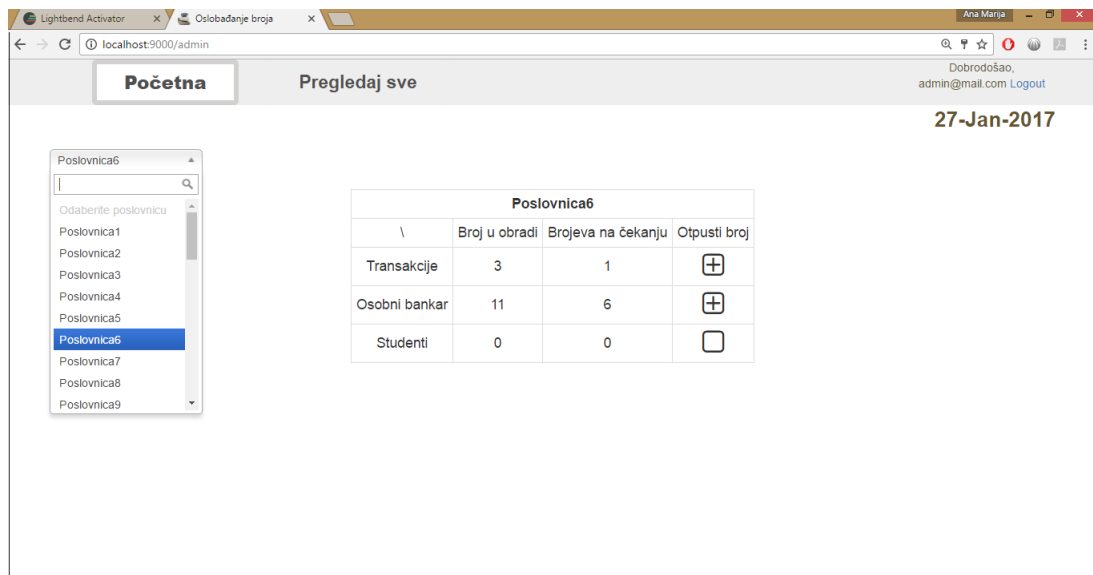 Ana Marija
Lightbend Activator
Oslobađanje broja
localhost:9000/admin
Početna
Pregledaj sve
Dobrodošao,
admin@mail.com Logout
27-Jan-2017
Poslovnica6
Odaberite poslovnicu
Poslovnica1
Poslovnica2
Poslovnica3
Poslovnica4
Poslovnica5
Poslovnica6
Poslovnica7
Poslovnica8
Poslovnica9
Poslovnica6
\ Broj u obradi Brojeva na čekanju Otpusti broj
Transakcije 3 1
Osobni bankar 11 6
Studenti 0 0